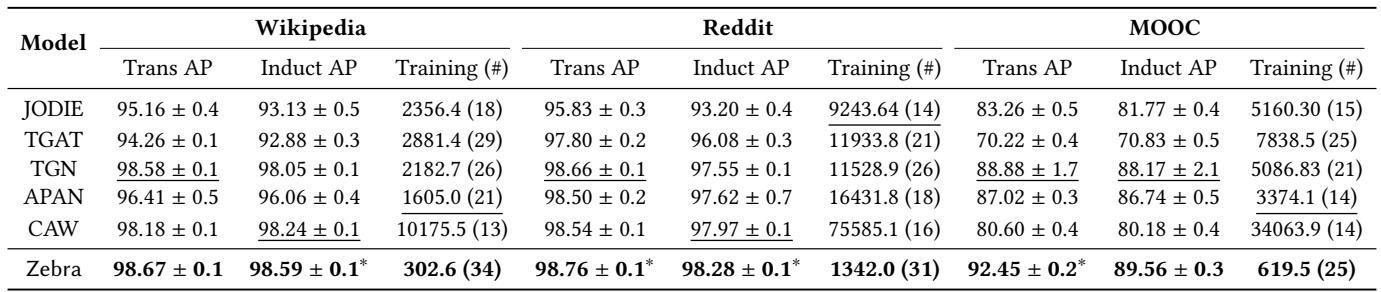 Model Wikipedia Reddit MOOC
Trans AP Induct AP Training (#) Trans AP Induct AP Training (#) Trans AP Induct AP Training (#)
JODIE 95.16 ± 0.4 93.13 ± 0.5 2356.4 (18) 95.83 ± 0.3 93.20 ± 0.4 9243.64 (14) 83.26 ± 0.5 81.77 ± 0.4 5160.30 (15)
TGAT 94.26 ± 0.1 92.88 ± 0.3 2881.4 (29) 97.80 ± 0.2 96.08 ± 0.3 11933.8 (21) 70.22 ± 0.4 70.83 ± 0.5 7838.5 (25)
TGN 98.58 ± 0.1 98.05 ± 0.1 2182.7 (26) 98.66 ± 0.1 97.55 ± 0.1 11528.9 (26) 88.88 ± 1.7 88.17 ± 2.1 5086.83 (21)
APAN 96.41 ± 0.5 96.06 ± 0.4 1605.0 (21) 98.50 ± 0.2 97.62 ± 0.7 16431.8 (18) 87.02 ± 0.3 86.74 ± 0.5 3374.1 (14)
CAW 98.18 ± 0.1 98.24 ± 0.1 10175.5 (13) 98.54 ± 0.1 97.97 ± 0.1 75585.1 (16) 80.60 ± 0.4 80.18 ± 0.4 34063.9 (14)
Zebra 98.67 ± 0.1 98.59 ± 0.1* 302.6 (34) 98.76 ± 0.1* 98.28 ± 0.1* 1342.0 (31) 92.45 ± 0.2* 89.56 ± 0.3 619.5 (25)